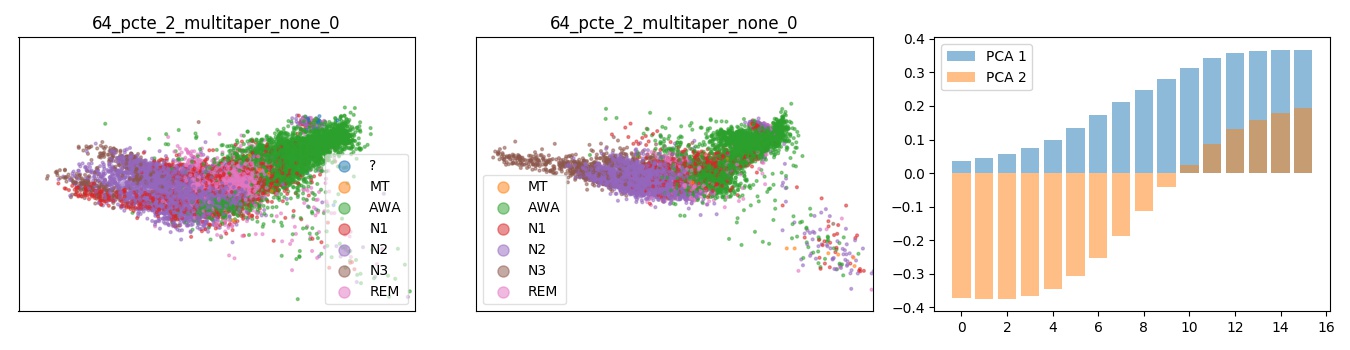 64_pcte_2_multitaper_none_0
?
MT
AWA
N1
N2
N3
REM
64_pcte_2_multitaper_none_0
MT
AWA
N1
N2
N3
REM
PCA 1
PCA 2
0.4
0.3
0.2
0.1
0.0
−0.1
−0.2
−0.3
−0.4
0 2 4 6 8 10 12 14 16